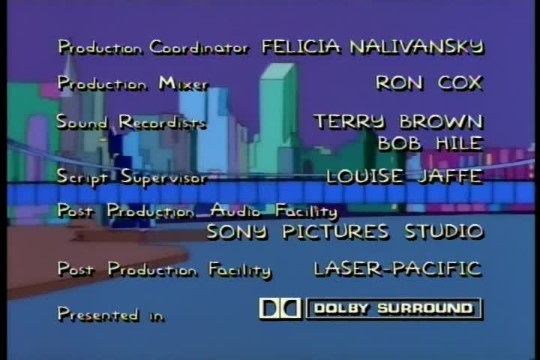 Production Coordinator FELICIA NALIVANSKY
Production Mixer RON COX
Sound Recordists TERRY BROWN
BOB HILE
Script Supervisor LOUISE JAFFE
Post Production Audio Facility
SONY PICTURES STUDIO
Post Production Facility LASER-PACIFIC
Presented in DOLBY SURROUND